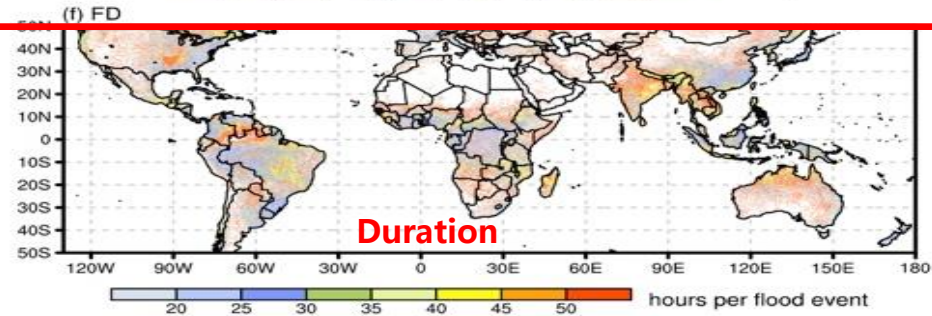 (f) FD
50N
40N
30N
20N
10N
0
10S
20S
30S
40S
50S
Duration
120W 90W 60W 30W 0 30E 60E 90E 120E 150E 180
20 25 30 35 40 45 50 hours per flood event